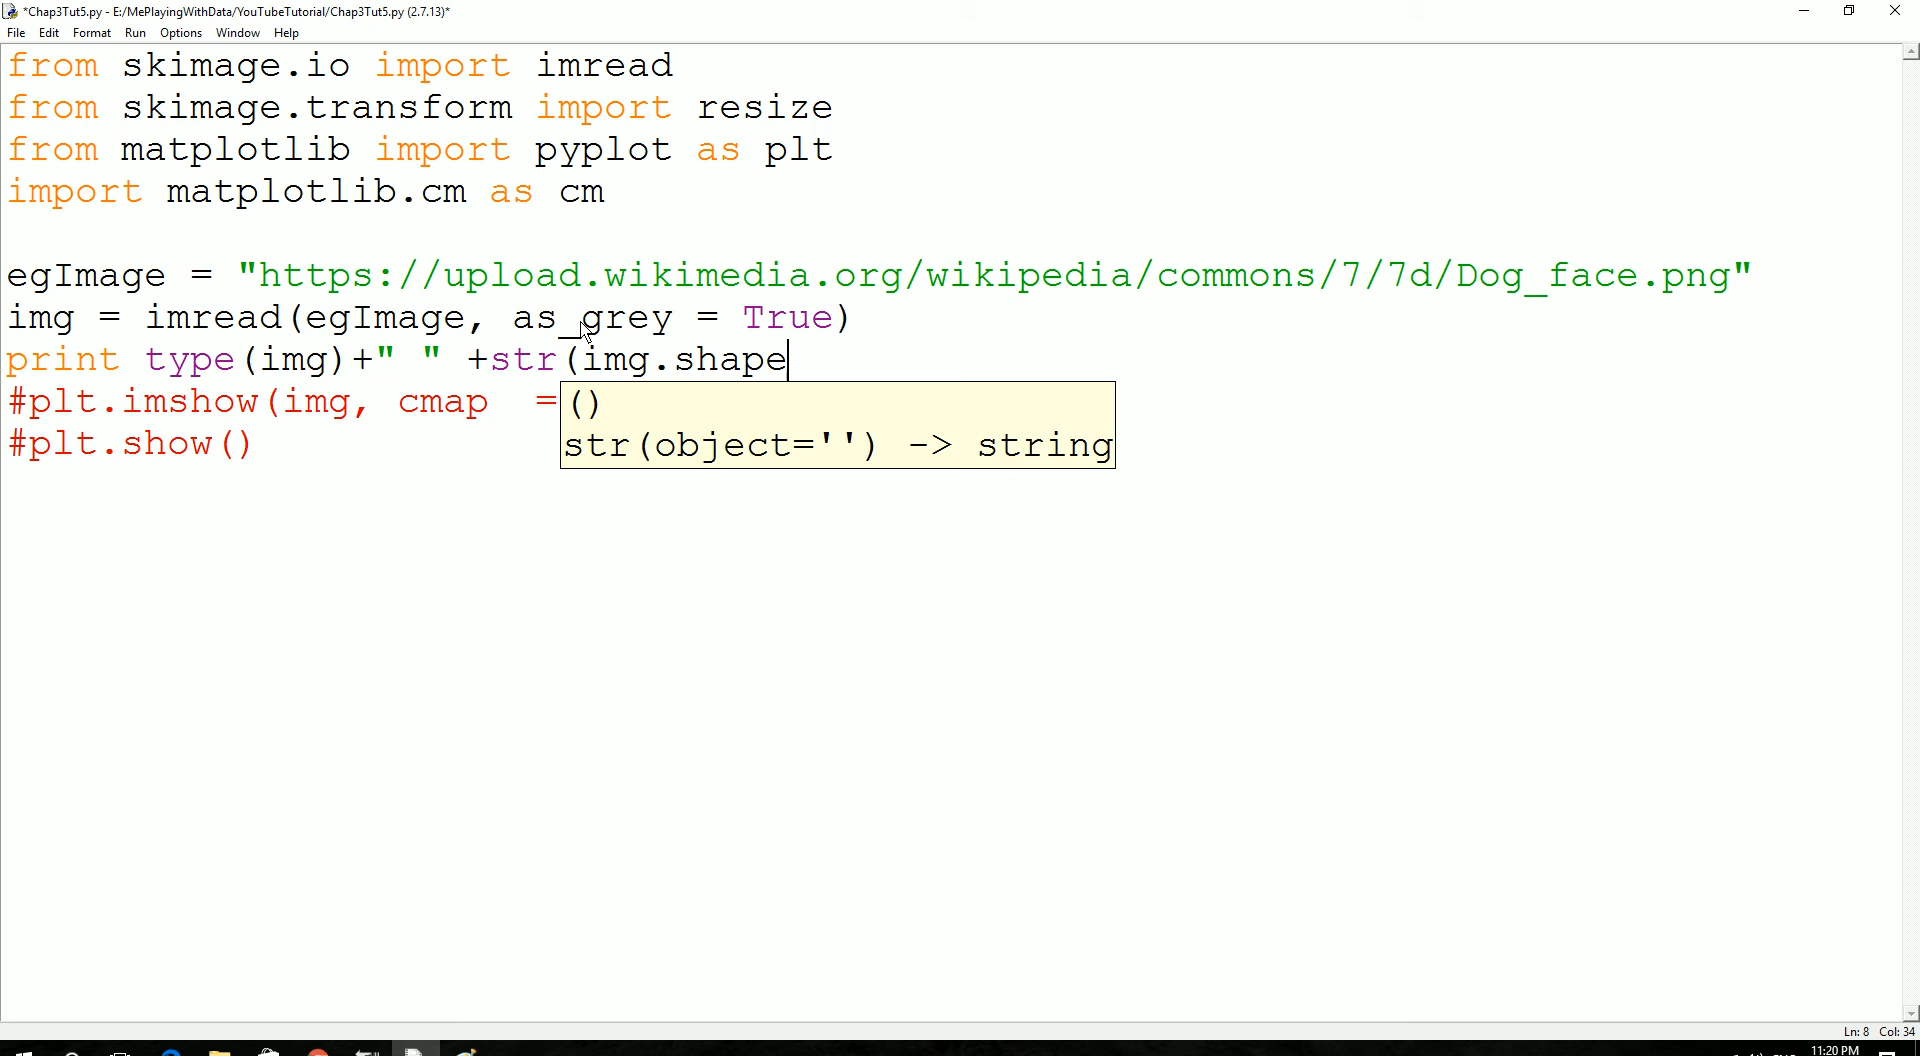 *Chap3Tut5.py - E:/MePlayingWithData/YouTubeTutorial/Chap3Tut5.py (2.7.13)*
File Edit Format Run Options Window Help
from skimage.io import imread
from skimage.transform import resize
from matplotlib import pyplot as plt
import matplotlib.cm as cm
egImage = "https://upload.wikimedia.org/wikipedia/commons/7/7d/Dog_face.png"
img = imread(egImage, as_grey = True)
print type(img)+" " +str(img.shape
#plt.imshow(img, cmap =
()
#plt.show()
str(object='') -> string
Ln: 8 Col: 34
11:20 PM